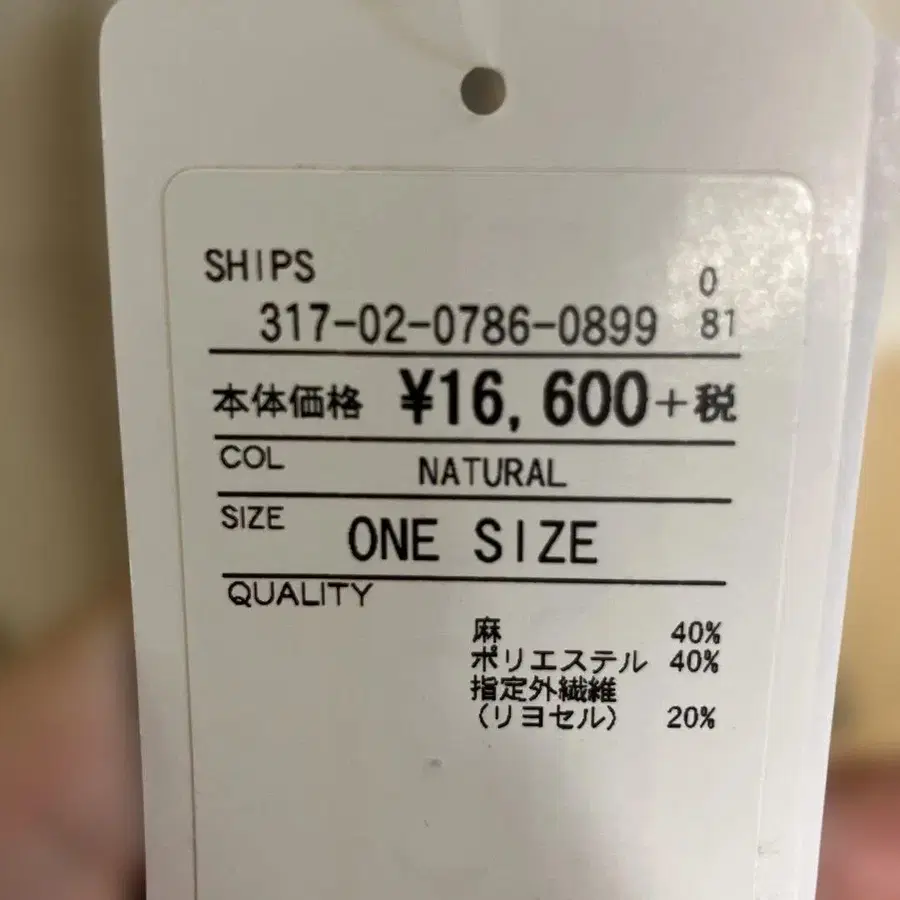 SHIPS
0
317-02-0786-0899 81
本体価格 ¥16,600+税
COL NATURAL
SIZE ONE SIZE
QUALITY
麻 40%
ポリエステル 40%
指定外繊維
(リヨセル) 20%